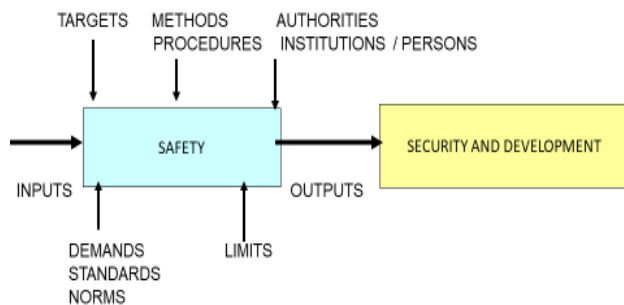 TARGETS
METHODS
PROCEDURES
AUTHORITIES
INSTITUTIONS / PERSONS
SAFETY
SECURITY AND DEVELOPMENT
INPUTS
OUTPUTS
DEMANDS
STANDARDS
NORMS
LIMITS